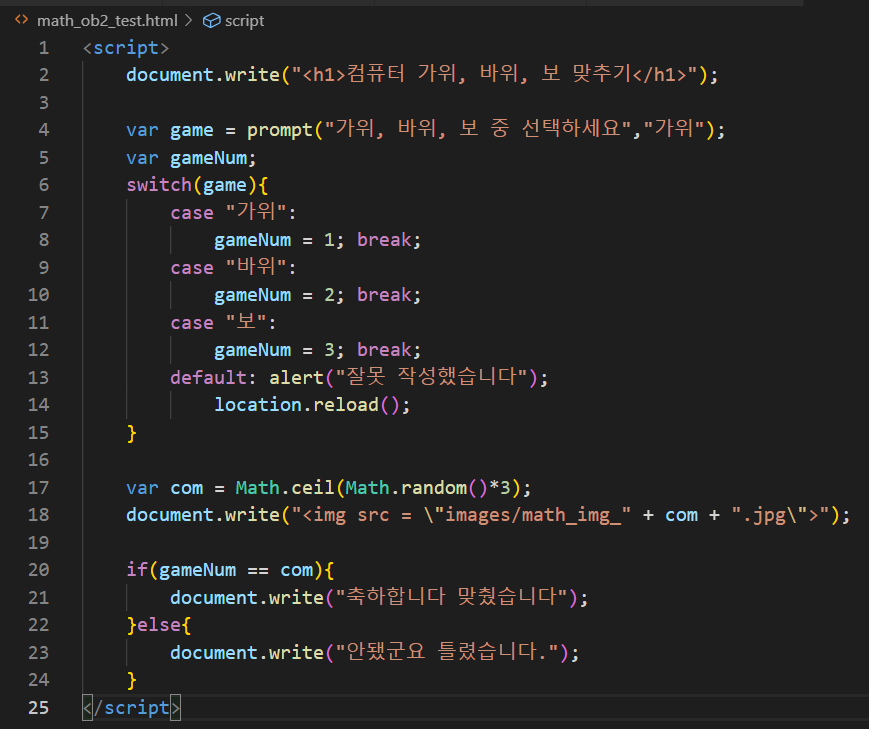 math_ob2_test.html > script
1 <script>
2 document.write("<h1>컴퓨터 가위, 바위, 보 맞추기</h1>");
3
4 var game = prompt("가위, 바위, 보 중 선택하세요","가위");
5 var gameNum;
6 switch(game){
7 case "가위":
8 gameNum = 1; break;
9 case "바위":
10 gameNum = 2; break;
11 case "보":
12 gameNum = 3; break;
13 default: alert("잘못 작성했습니다");
14 location.reload();
15 }
16
17 var com = Math.ceil(Math.random()*3);
18 document.write("<img src = \"images/math_img_" + com + ".jpg\">");
19
20 if(gameNum == com){
21 document.write("축하합니다 맞췄습니다");
22 }else{
23 document.write("안됐군요 틀렸습니다.");
24 }
25 </script>